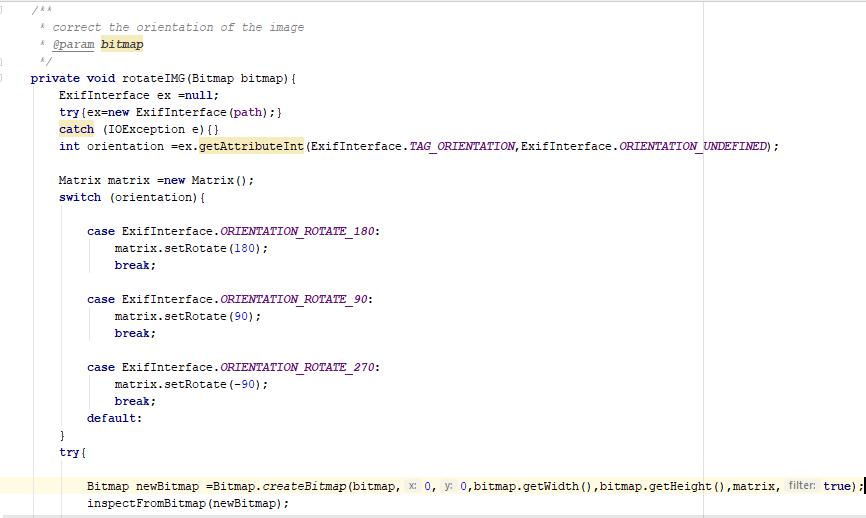 /**
* correct the orientation of the image
* @param bitmap
*/
private void rotateIMG(Bitmap bitmap){
ExifInterface ex =null;
try{ex=new ExifInterface(path);}
catch (IOException e){}
int orientation =ex.getAttributeInt(ExifInterface.TAG_ORIENTATION,ExifInterface.ORIENTATION_UNDEFINED);
Matrix matrix =new Matrix();
switch (orientation){
case ExifInterface.ORIENTATION_ROTATE_180:
matrix.setRotate(180);
break;
case ExifInterface.ORIENTATION_ROTATE_90:
matrix.setRotate(90);
break;
case ExifInterface.ORIENTATION_ROTATE_270:
matrix.setRotate(-90);
break;
default:
}
try{
Bitmap newBitmap =Bitmap.createBitmap(bitmap, x: 0, y: 0,bitmap.getWidth(),bitmap.getHeight(),matrix, filter: true);
inspectFromBitmap(newBitmap);